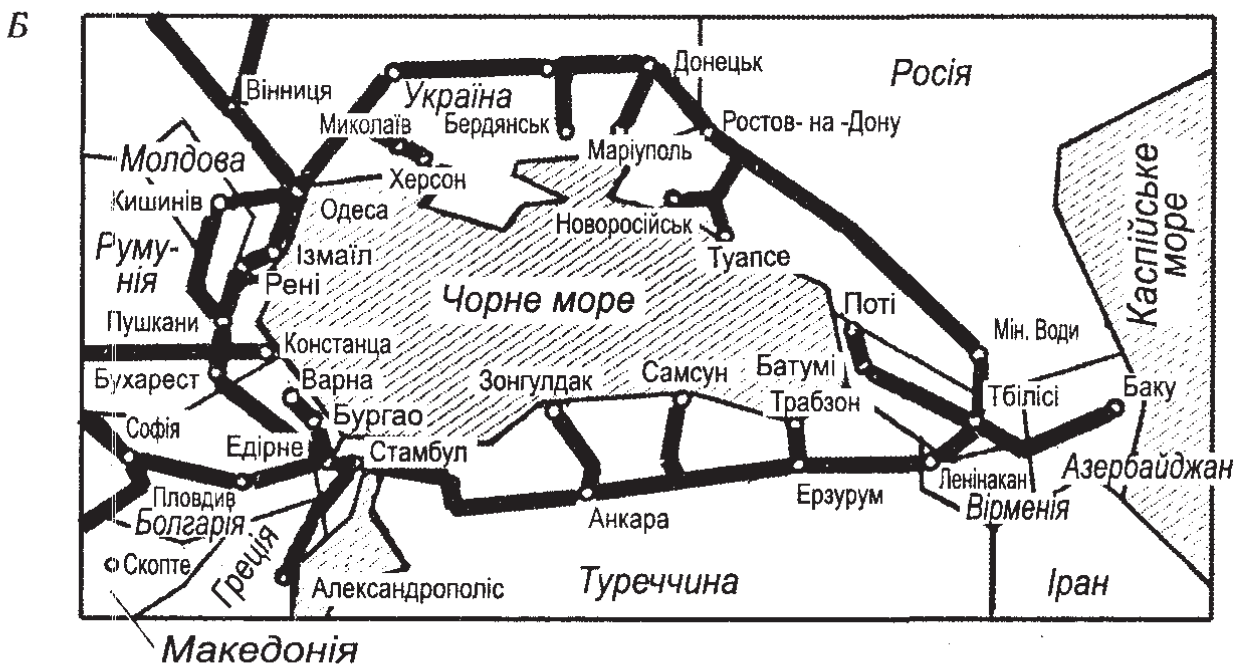 Б
Вінниця
Донецьк
Росія
Україна
Миколаїв
Бердянськ
Ростов- на -Дону
Молдова
Маріуполь
Херсон
Кишинів
Одеса
Новоросійськ
Каспійське
море
Руму-
нія
Ізмаїл
Туапсе
Рені
Чорне море
Поті
Пушкани
Мін. Води
Констанца
Бухарест
Варна
Зонгулдак
Самсун
Батумі
Баку
Бургао
Трабзон
Тбілісі
Софія
Едірне
Стамбул
Азербайджан
Пловдив
Ерзурум
Ленінакан
Болгарія
Анкара
Вірменія
Скопте
Греція
Александрополіс
Туреччина
Іран
Македонія